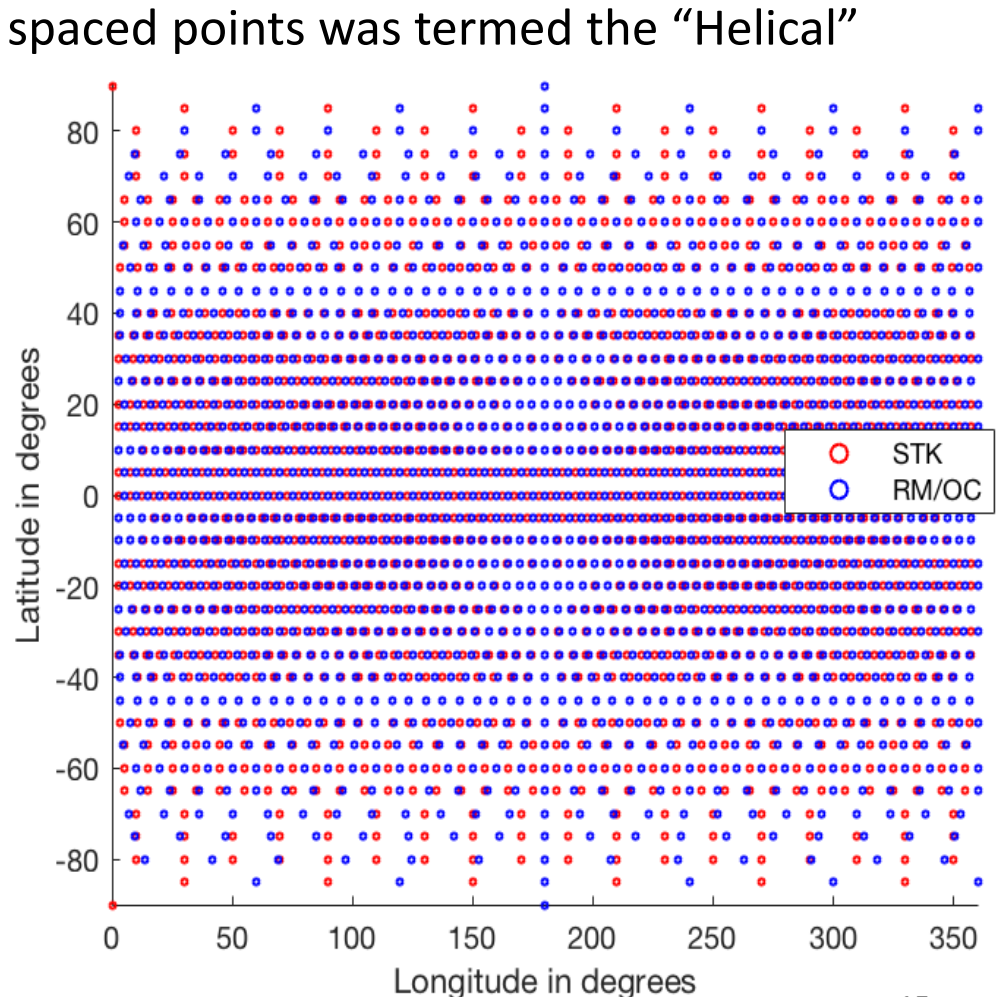 spaced points was termed the “Helical”
80
60
40
20
0
-20
-40
-60
-80
Latitude in degrees
STK
RM/OC
0 50 100 150 200 250 300 350
Longitude in degrees